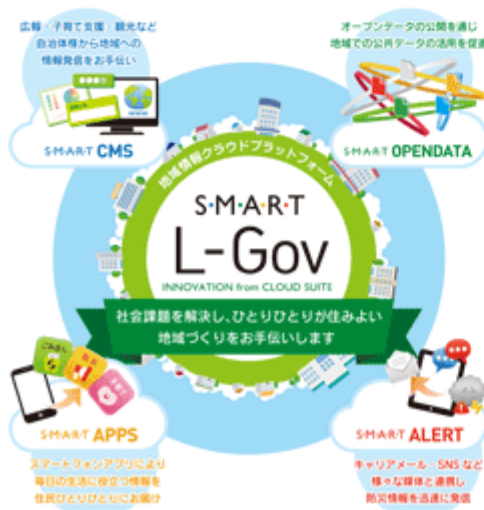 広報・子育て支援・観光など
自治体様から地域への
情報発信をお手伝い
S·M·A·R·T CMS
オープンデータの公開を通じ
地域での公共データの活用を促進
S·M·A·R·T OPENDATA
地域情報クラウドプラットフォーム
S·M·A·R·T
L-Gov
INNOVATION from CLOUD SUITE
社会課題を解決し、ひとりひとりが住みよい
地域づくりをお手伝いします
ごみ出し
S·M·A·R·T APPS
スマートフォンアプリにより
毎日の生活に役立つ情報を
住民ひとりひとりにお届け
S·M·A·R·T ALERT
キャリアメール・SNSなど
様々な媒体と連携し
防災情報を迅速に発信